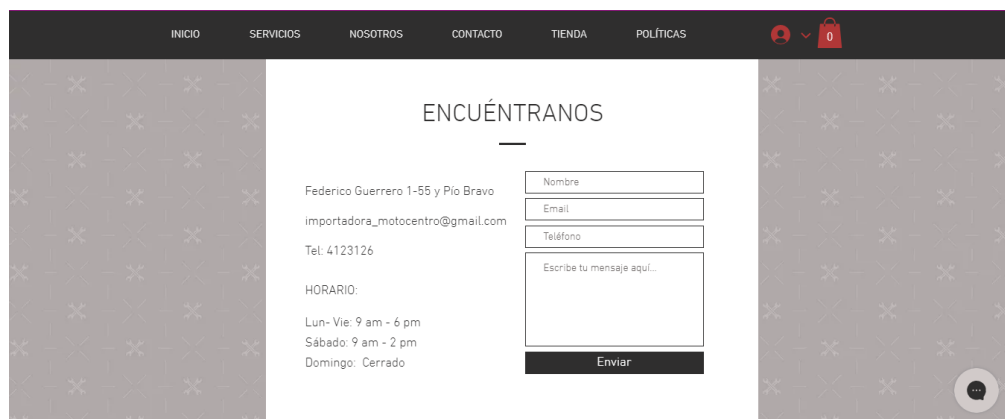 INICIO
SERVICIOS
NOSOTROS
CONTACTO
TIENDA
POLÍTICAS
0
ENCUÉNTRANOS
Federico Guerrero 1-55 y Pío Bravo
importadora_motocentro@gmail.com
Tel: 4123126
HORARIO:
Lun- Vie: 9 am - 6 pm
Sábado: 9 am - 2 pm
Domingo: Cerrado
Nombre
Email
Teléfono
Escribe tu mensaje aquí...
Enviar